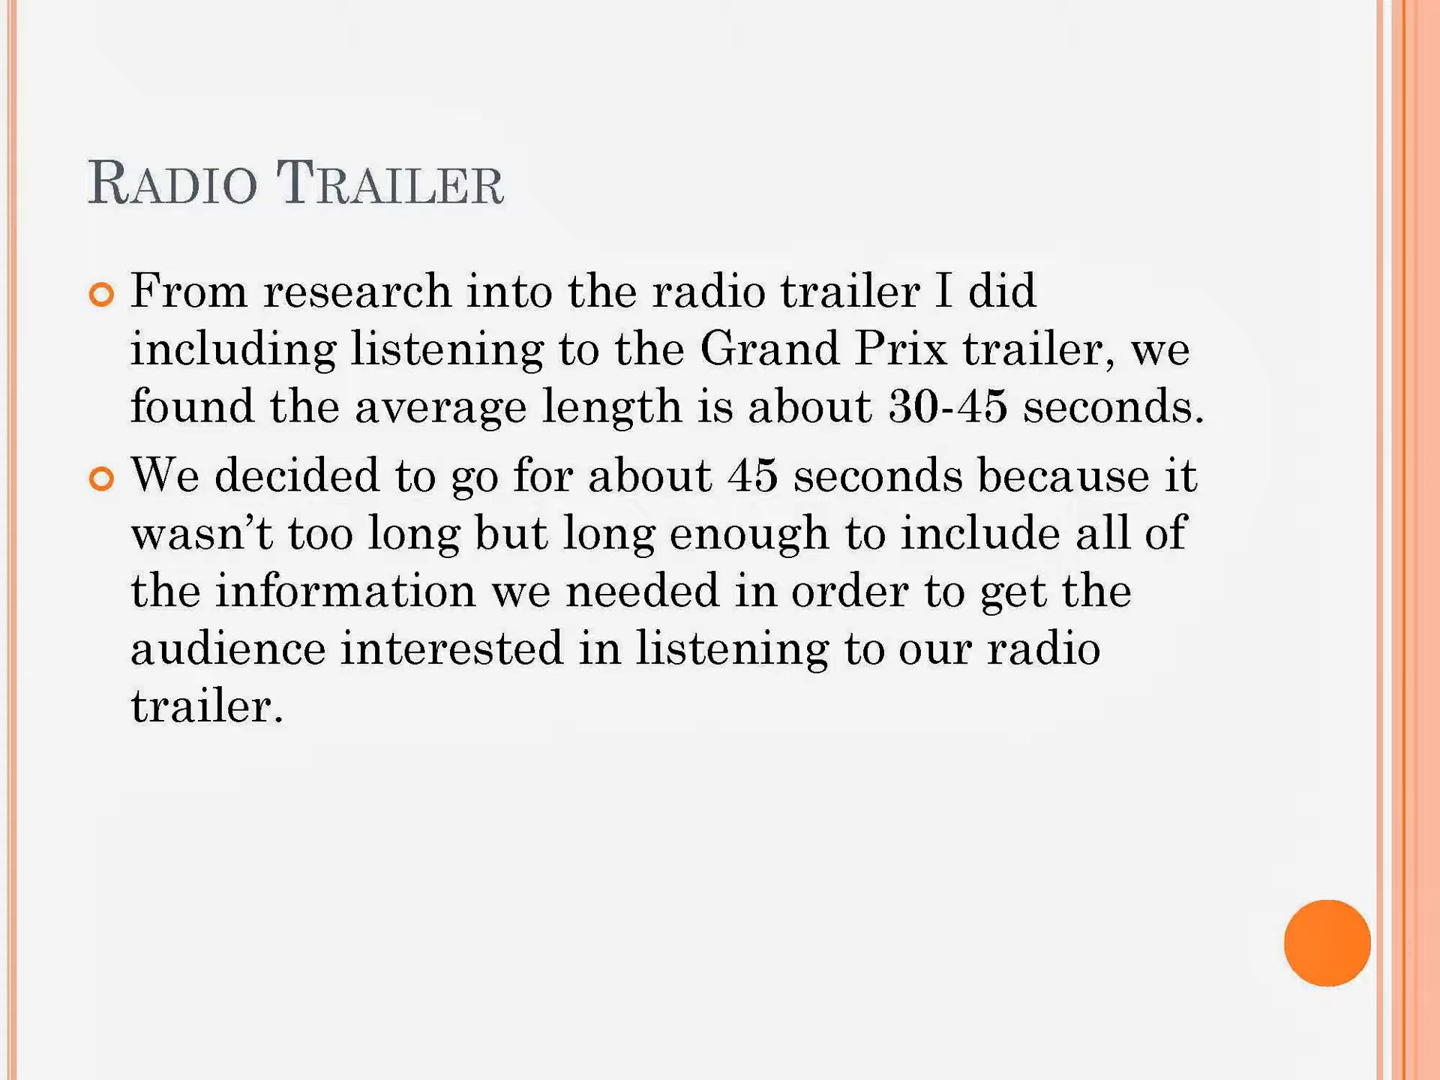 Radio Trailer
From research into the radio trailer I did
including listening to the Grand Prix trailer, we
found the average length is about 30-45 seconds.
We decided to go for about 45 seconds because it
wasn't too long but long enough to include all of
the information we needed in order to get the
audience interested in listening to our radio
trailer.